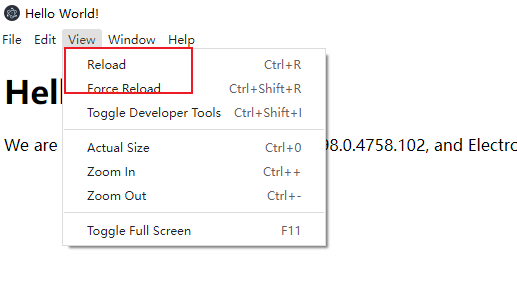 Hello World!
File Edit View Window Help
Reload Ctrl+R
Force Reload Ctrl+Shift+R
Toggle Developer Tools Ctrl+Shift+I
Actual Size Ctrl+0
Zoom In Ctrl++
Zoom Out Ctrl+-
Toggle Full Screen F11
Hell
We are 98.0.4758.102, and Electro